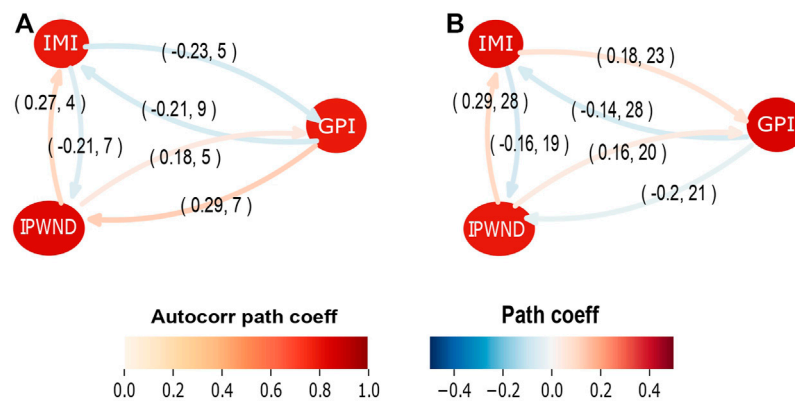 A
IMI
( -0.23, 5 )
( 0.27, 4 )
( -0.21, 9 )
GPI
( -0.21, 7 )
( 0.18, 5 )
( 0.29, 7 )
IPWND
B
IMI
( 0.18, 23 )
( 0.29, 28 )
( -0.14, 28 )
GPI
( -0.16, 19 )
( 0.16, 20 )
( -0.2, 21 )
IPWND
Autocorr path coeff
0.0 0.2 0.4 0.6 0.8 1.0
Path coeff
−0.4 −0.2 0.0 0.2 0.4